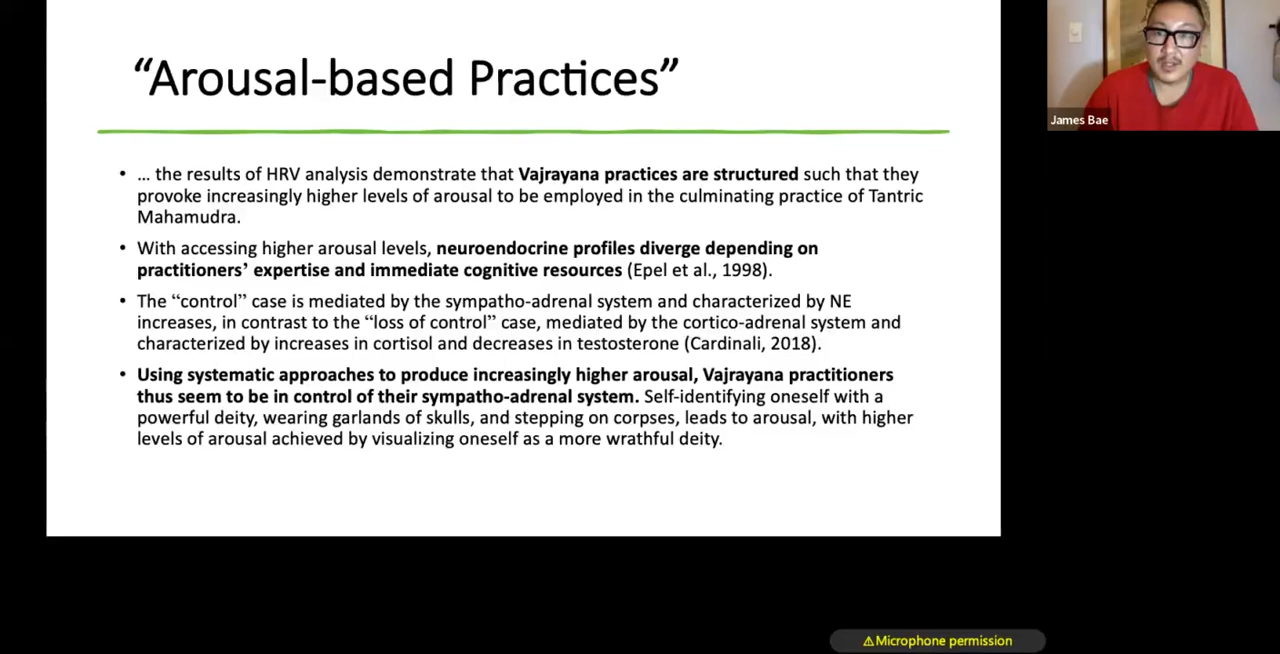 “Arousal-based Practices”
• ... the results of HRV analysis demonstrate that Vajrayana practices are structured such that they
provoke increasingly higher levels of arousal to be employed in the culminating practice of Tantric
Mahamudra.
• With accessing higher arousal levels, neuroendocrine profiles diverge depending on
practitioners’ expertise and immediate cognitive resources (Epel et al., 1998).
• The “control” case is mediated by the sympatho-adrenal system and characterized by NE
increases, in contrast to the “loss of control” case, mediated by the cortico-adrenal system and
characterized by increases in cortisol and decreases in testosterone (Cardinali, 2018).
• Using systematic approaches to produce increasingly higher arousal, Vajrayana practitioners
thus seem to be in control of their sympatho-adrenal system. Self-identifying oneself with a
powerful deity, wearing garlands of skulls, and stepping on corpses, leads to arousal, with higher
levels of arousal achieved by visualizing oneself as a more wrathful deity.
James Bae
⚠Microphone permission